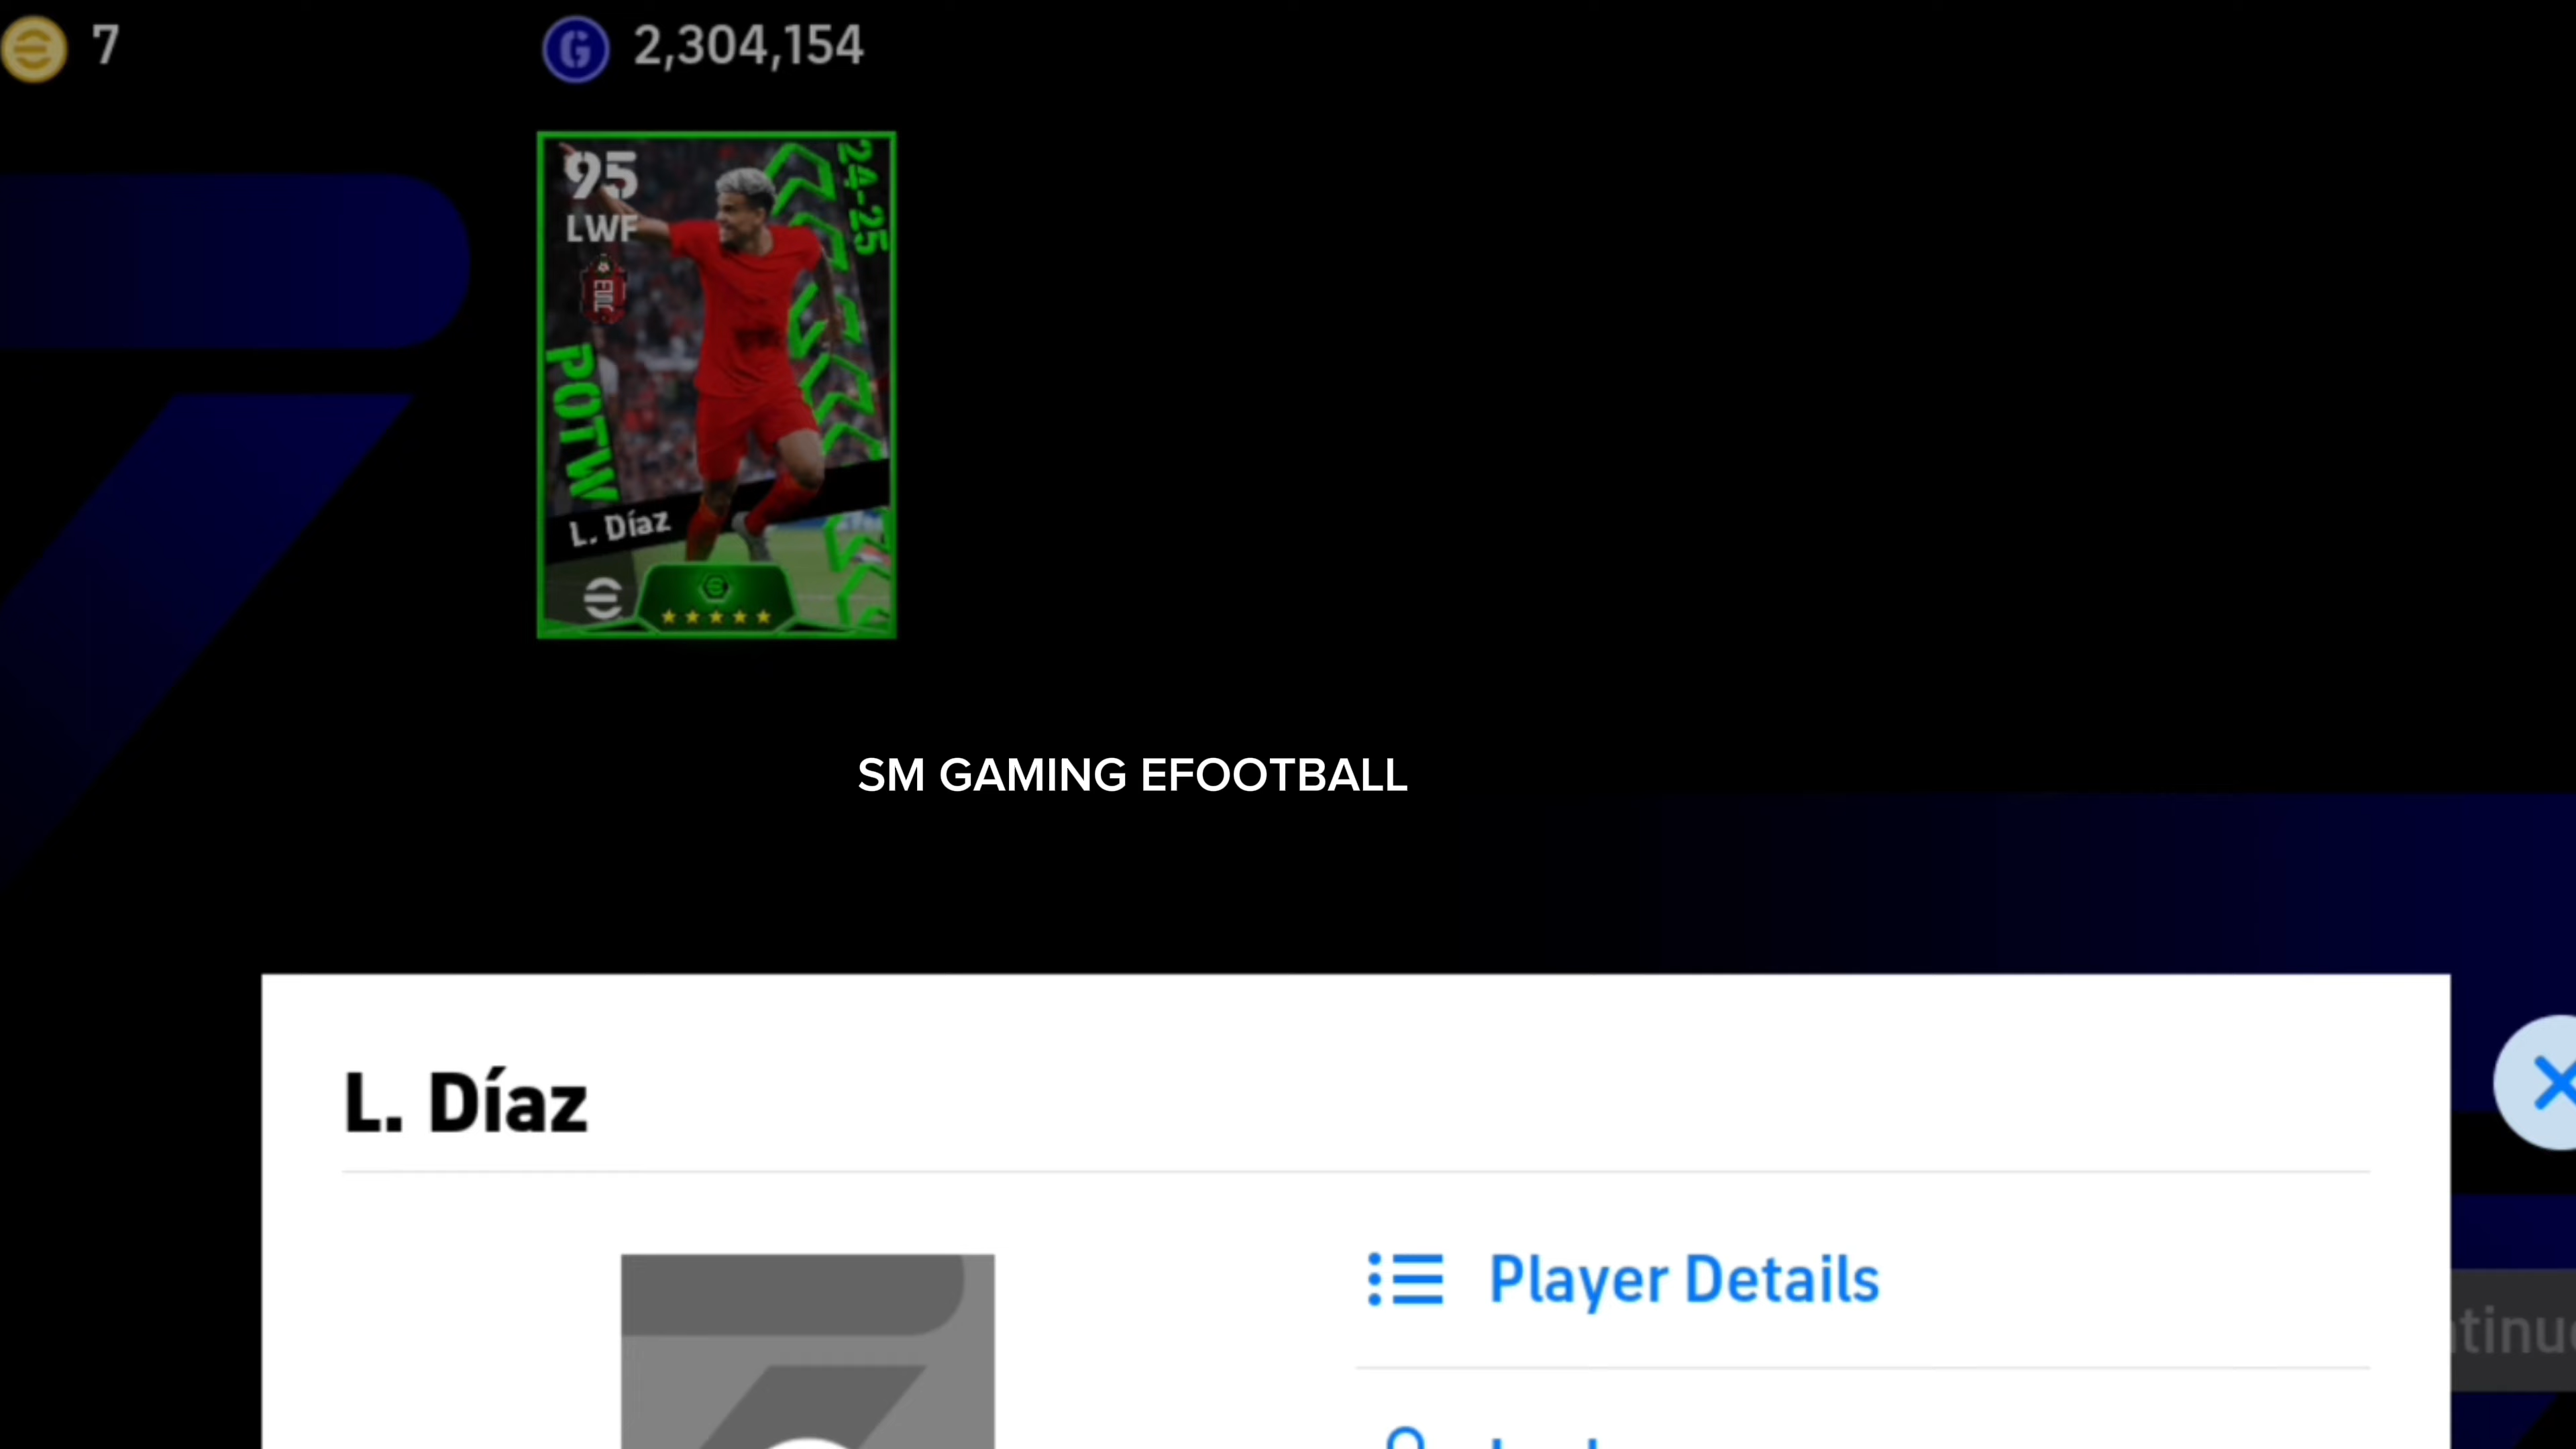 7
2,304,154
95
LWF
24-25
POTW
L. Díaz
SM GAMING EFOOTBALL
L. Díaz
Player Details